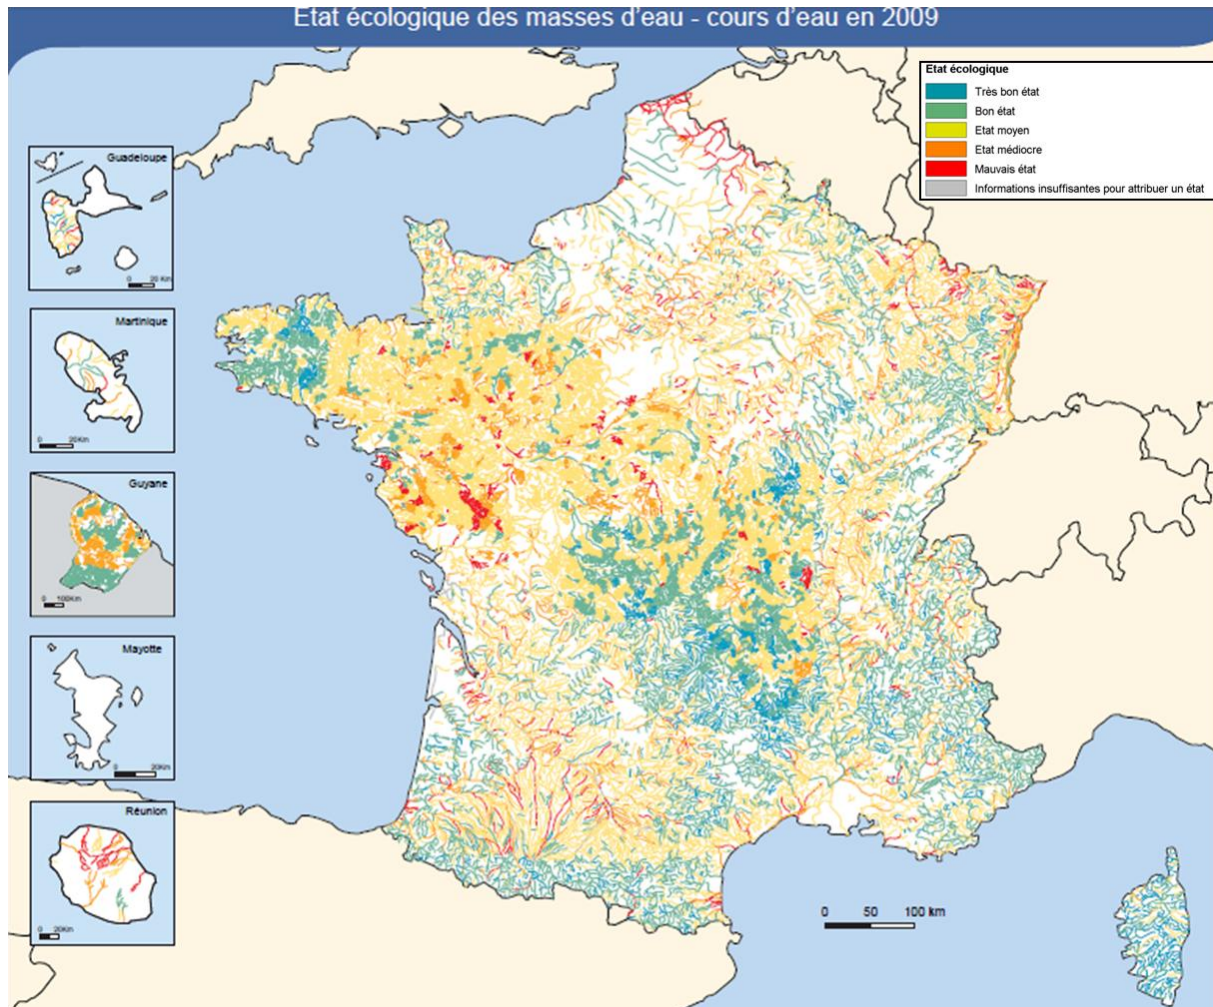 Etat écologique des masses d'eau - cours d'eau en 2009
Etat écologique
Très bon état
Bon état
Etat moyen
Etat médiocre
Mauvais état
Informations insuffisantes pour attribuer un état
Guadeloupe
0 20 Km
Martinique
0 20Km
Guyane
0 100Km
Mayotte
0 20Km
Réunion
0 20Km
0 50 100 km